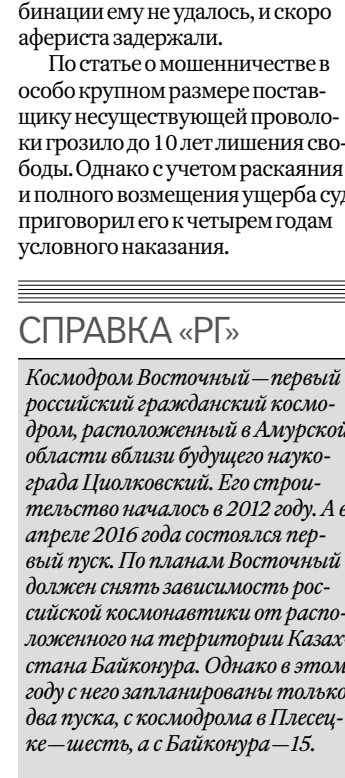 бинации ему не удалось, и скоро
афериста задержали.
По статье о мошенничестве в
особо крупном размере постав-
щику несуществующей проволо-
ки грозило до 10 лет лишения сво-
боды. Однако с учетом раскаяния
и полного возмещения ущерба суд
приговорил его к четырем годам
условного наказания.
СПРАВКА «РГ»
Космодром Восточный—первый
российский гражданский космо-
дром, расположенный в Амурской
области вблизи будущего науко-
града Циолковский. Его строи-
тельство началось в 2012 году. А в
апреле 2016 года состоялся пер-
вый пуск. По планам Восточный
должен снять зависимость рос-
сийской космонавтики от распо-
ложенного на территории Казах-
стана Байконура. Однако в этом
году с него запланированы только
два пуска, с космодрома в Плесец-
ке—шесть, а с Байконура—15.